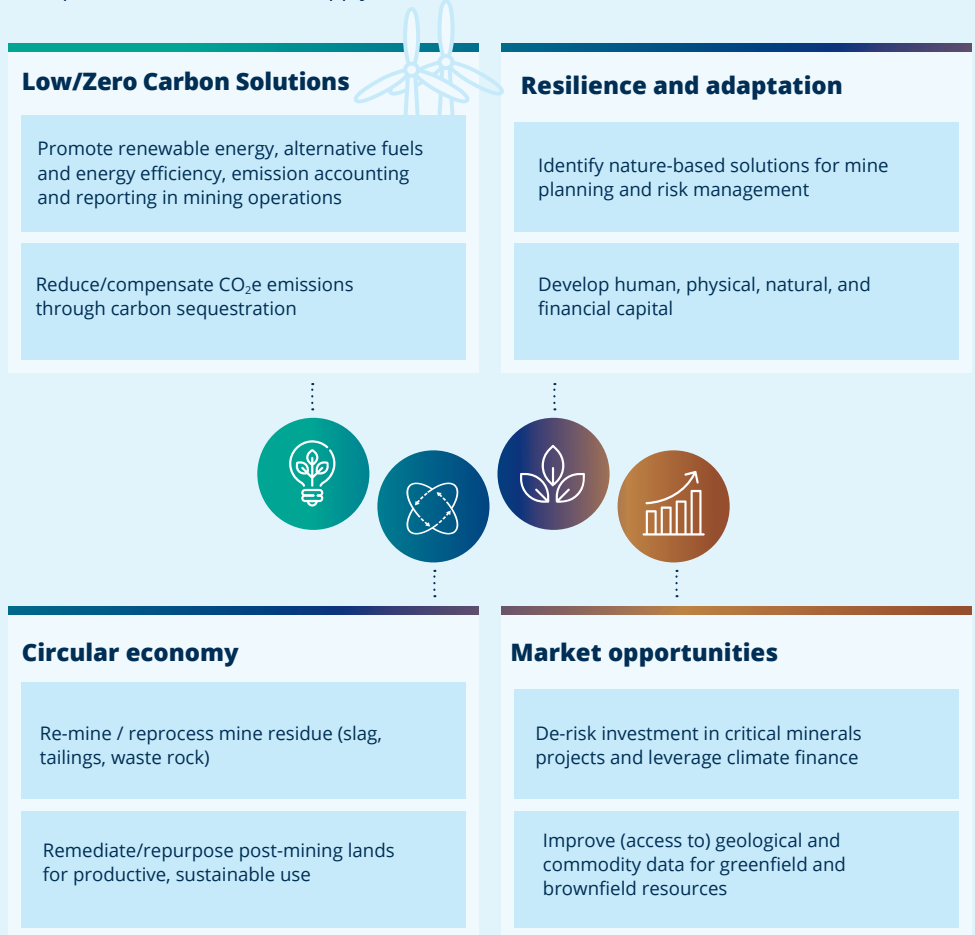 Low/Zero Carbon Solutions
Promote renewable energy, alternative fuels
and energy efficiency, emission accounting
and reporting in mining operations
Reduce/compensate CO₂e emissions
through carbon sequestration
Resilience and adaptation
Identify nature-based solutions for mine
planning and risk management
Develop human, physical, natural, and
financial capital
Circular economy
Re-mine / reprocess mine residue (slag,
tailings, waste rock)
Remediate/repurpose post-mining lands
for productive, sustainable use
Market opportunities
De-risk investment in critical minerals
projects and leverage climate finance
Improve (access to) geological and
commodity data for greenfield and
brownfield resources